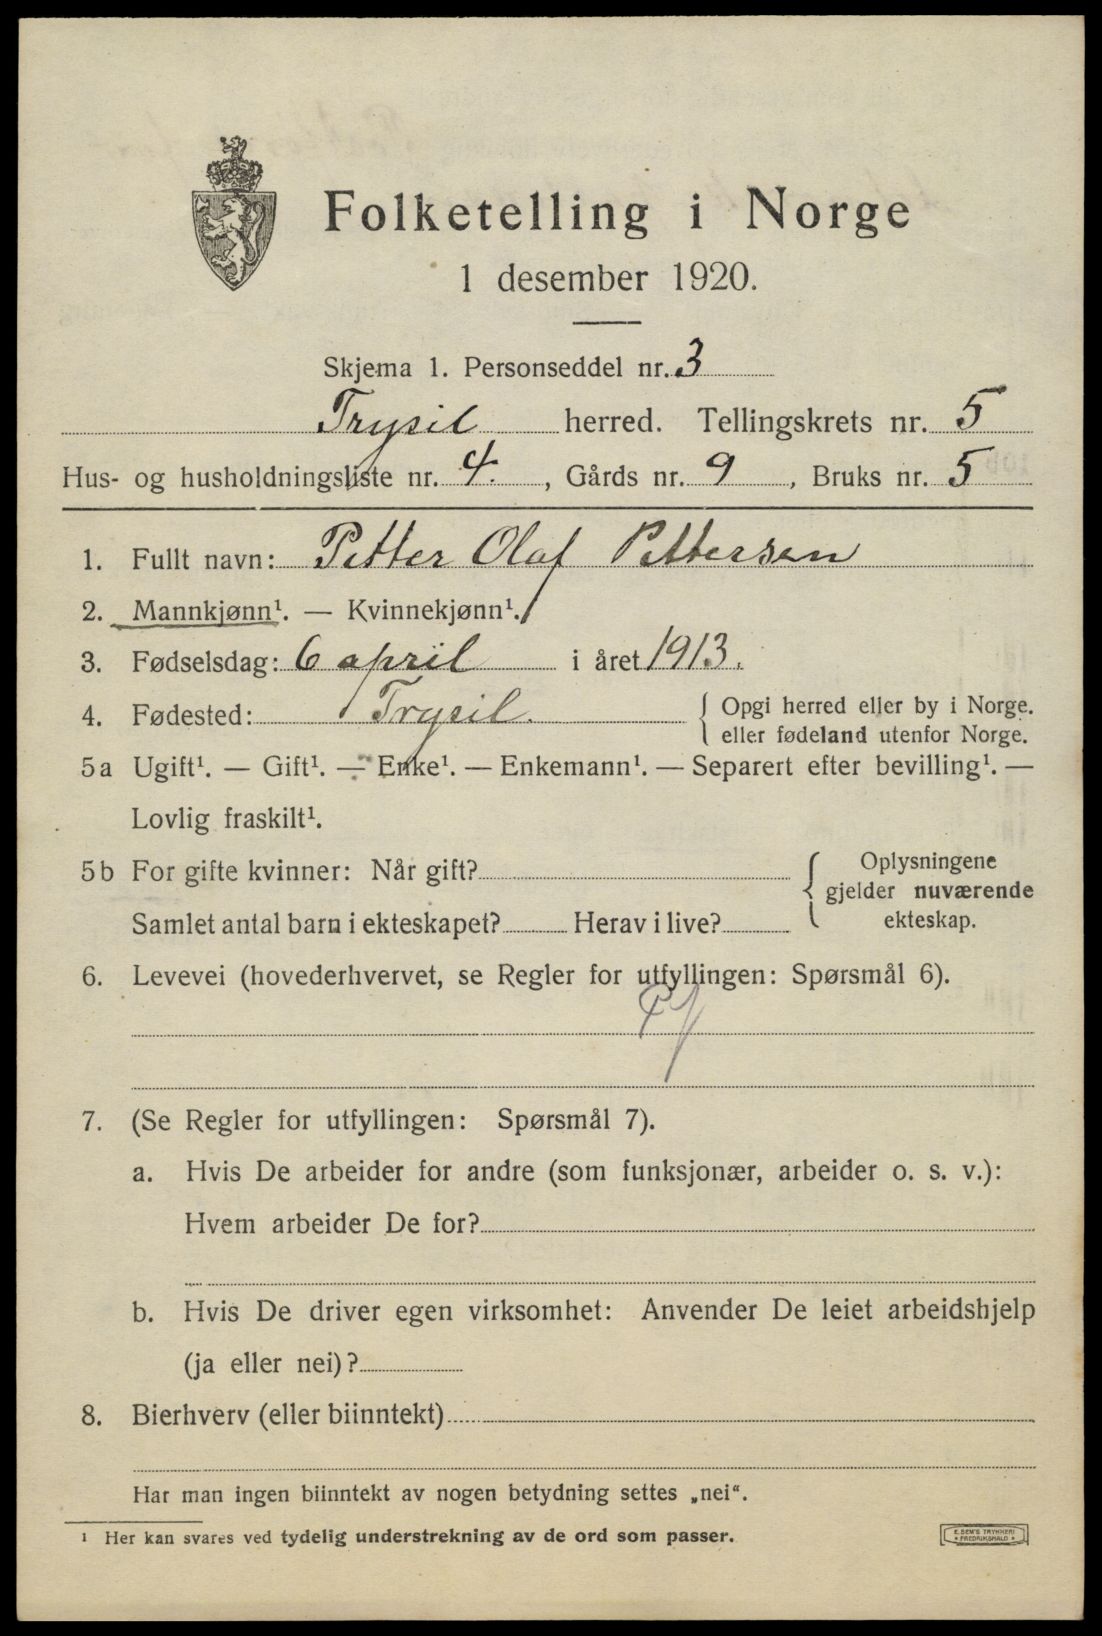 Folketelling i Norge
1 desember 1920.
Skjema 1. Personseddel nr. 3
Trysil herred. Tellingskrets nr. 5
Hus- og husholdningsliste nr. 4. , Gårds nr. 9 , Bruks nr. 5
1. Fullt navn: Petter Olaf Pettersen
2. Mannkjønn¹. — Kvinnekjønn¹.
3. Fødselsdag: 6 april i året 1913.
4. Fødested: Trysil. { Opgi herred eller by i Norge.
eller fødeland utenfor Norge.
5a Ugift¹. — Gift¹. — Enke¹. — Enkemann¹. — Separert efter bevilling¹. —
Lovlig fraskilt¹.
5b For gifte kvinner: Når gift? { Oplysningene
gjelder nuværende
ekteskap.
Samlet antal barn i ekteskapet? Herav i live?
6. Levevei (hovederhvervet, se Regler for utfyllingen: Spørsmål 6).
7. (Se Regler for utfyllingen: Spørsmål 7).
a. Hvis De arbeider for andre (som funksjonær, arbeider o. s. v.):
Hvem arbeider De for?
b. Hvis De driver egen virksomhet: Anvender De leiet arbeidshjelp
(ja eller nei)?
8. Bierhverv (eller biinntekt)
Har man ingen biinntekt av nogen betydning settes „nei“.
¹ Her kan svares ved tydelig understrekning av de ord som passer.
E. SEM'S TRYKKERI
• FREDRIKSHALD •